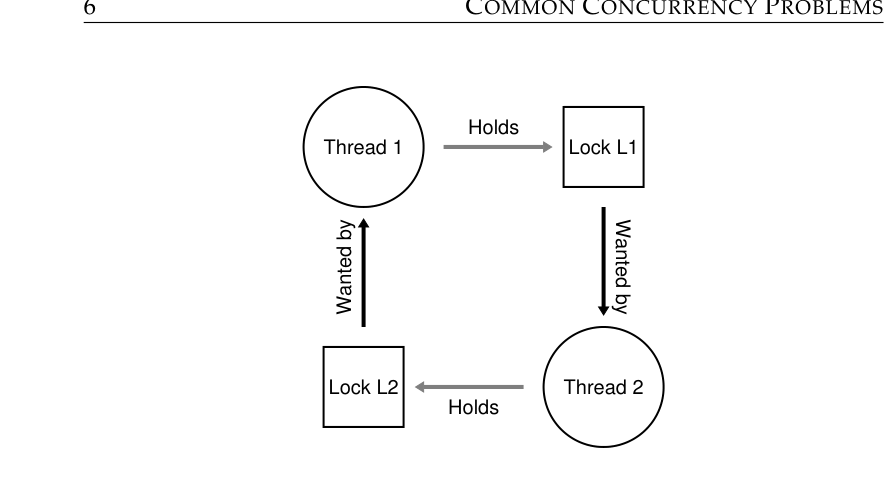 6 COMMON CONCURRENCY PROBLEMS
Thread 1
Holds
Lock L1
Wanted by
Wanted by
Lock L2
Holds
Thread 2